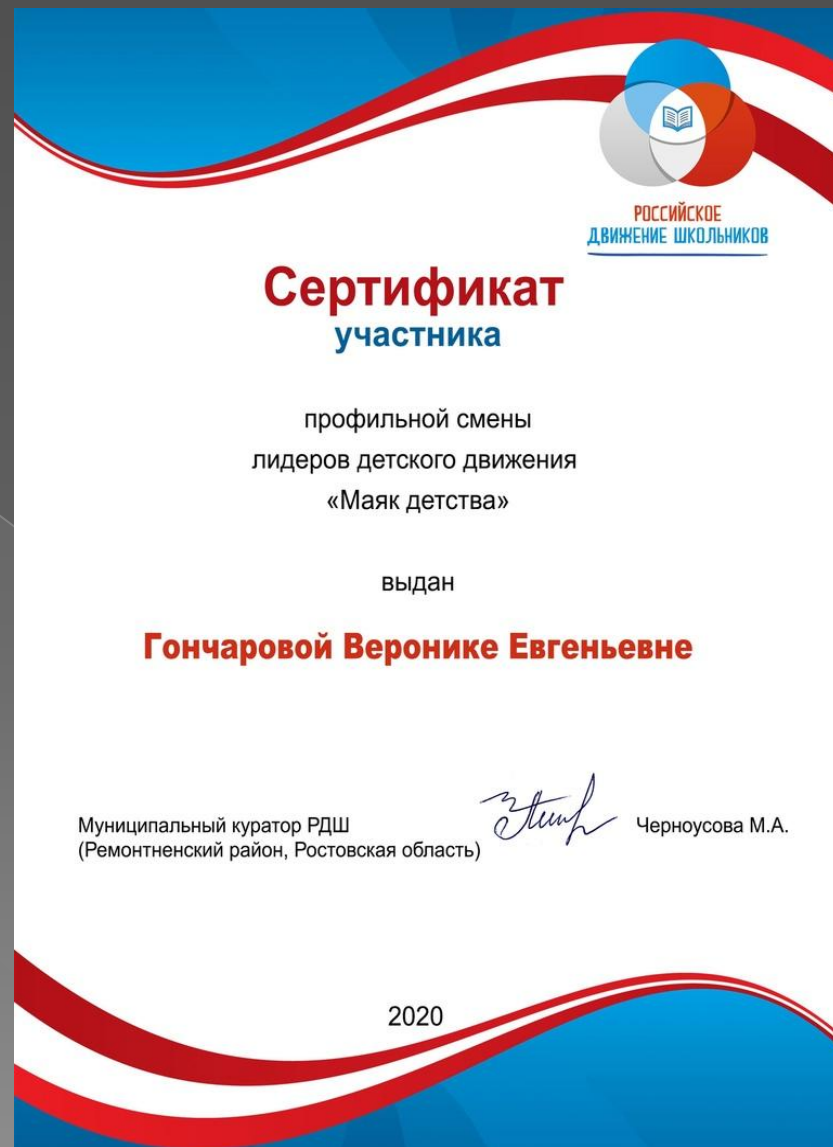 РОССИЙСКОЕ
ДВИЖЕНИЕ ШКОЛЬНИКОВ
Сертификат
участника
профильной смены
лидеров детского движения
«Маяк детства»
выдан
Гончаровой Веронике Евгеньевне
Муниципальный куратор РДШ
(Ремонтненский район, Ростовская область)
Черноусова М.А.
2020